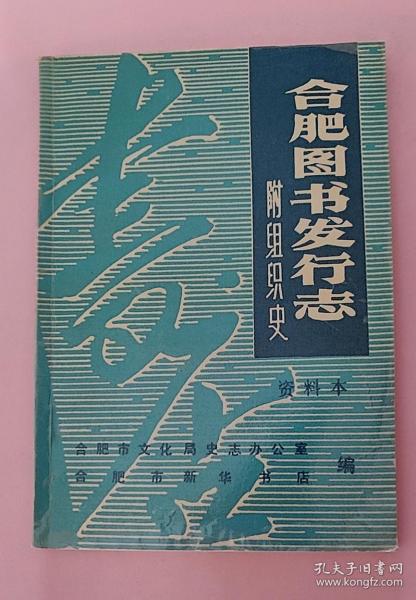 合肥图书发行志
附组织史
资料本
合肥市文化局史志办公室
合肥市新华书店
编
孔夫子旧书网
www.kongfz.com